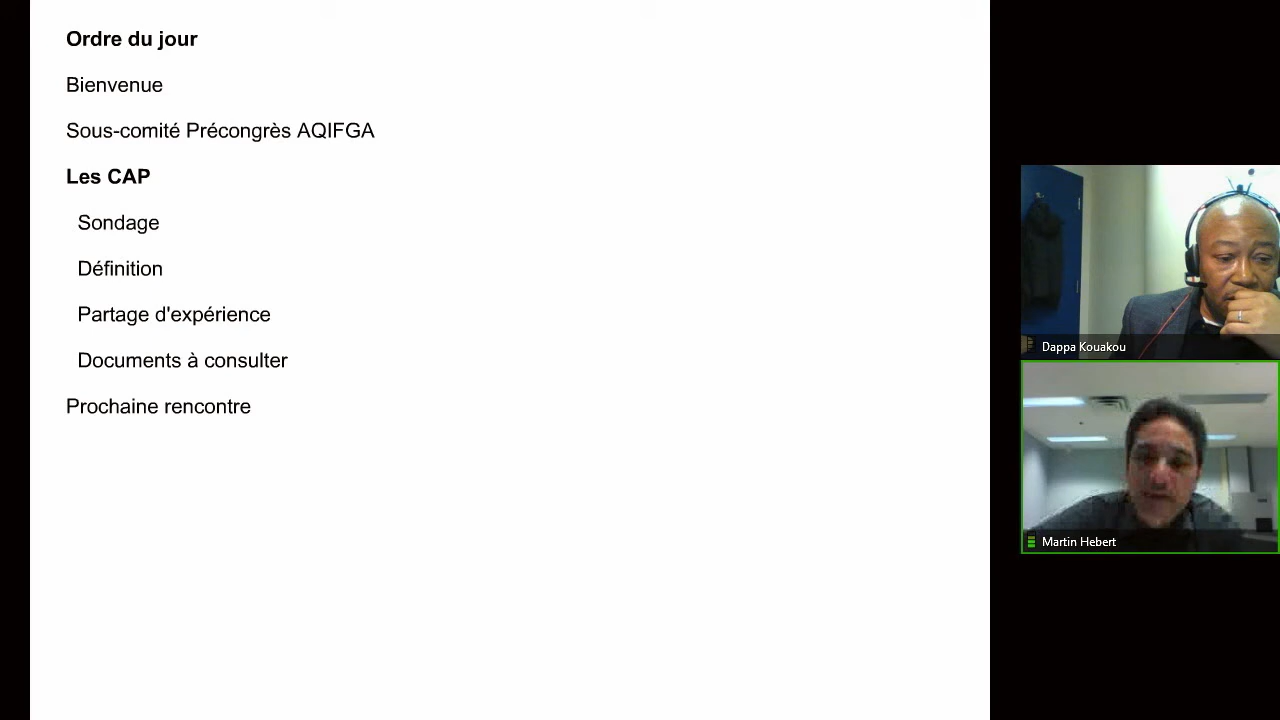 Ordre du jour
Bienvenue
Sous-comité Précongrès AQIFGA
Les CAP
Sondage
Définition
Partage d'expérience
Documents à consulter
Prochaine rencontre
Dappa Kouakou
Martin Hebert